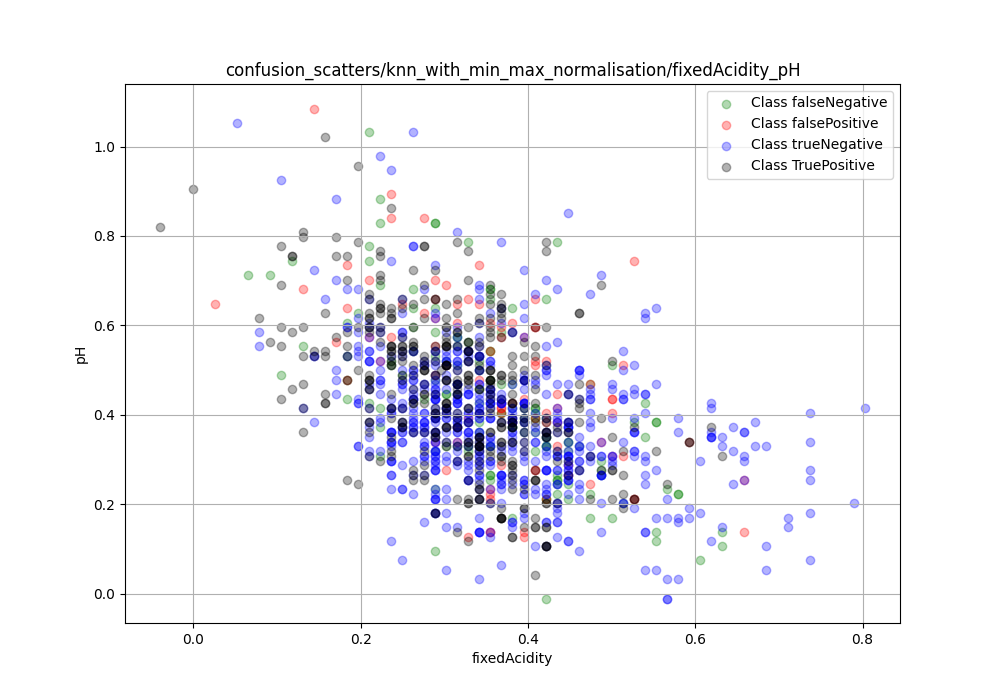 confusion_scatters/knn_with_min_max_normalisation/fixedAcidity_pH
Class falseNegative
Class falsePositive
Class trueNegative
Class TruePositive
1.0
0.8
0.6
0.4
0.2
0.0
pH
0.0 0.2 0.4 0.6 0.8
fixedAcidity